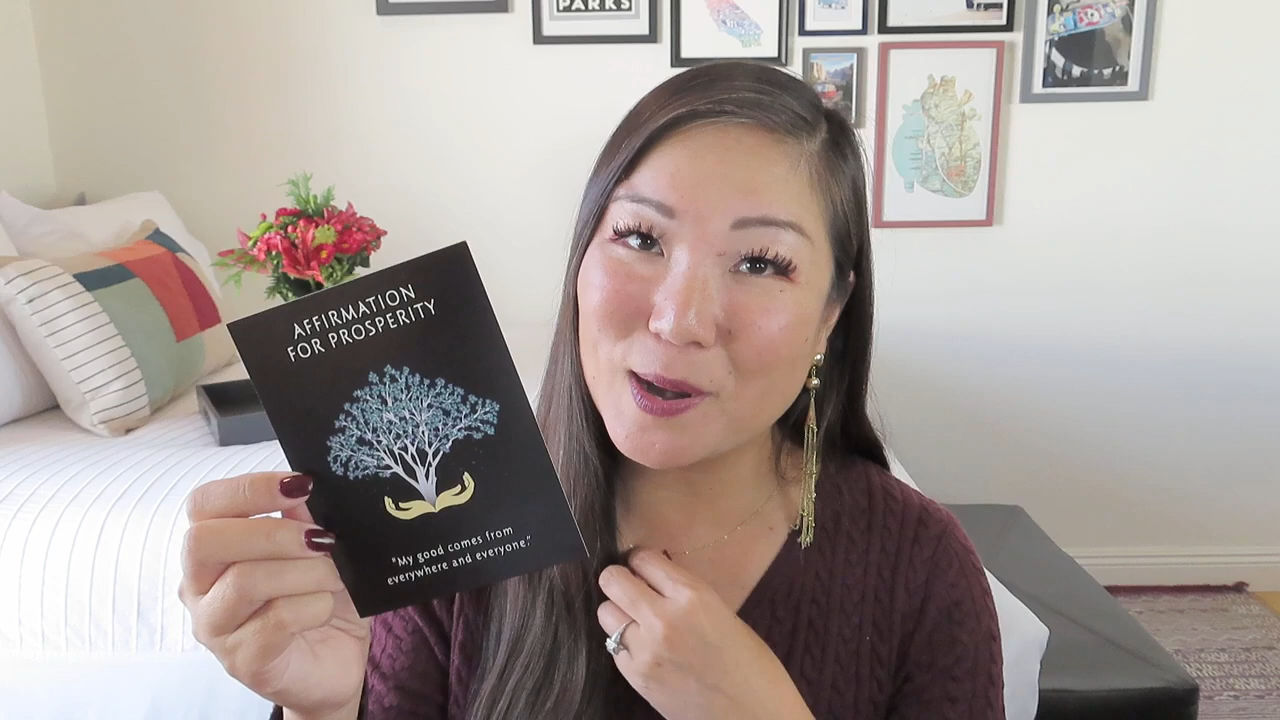 PARKS
AFFIRMATION
FOR PROSPERITY
"My good comes from
everywhere and everyone."